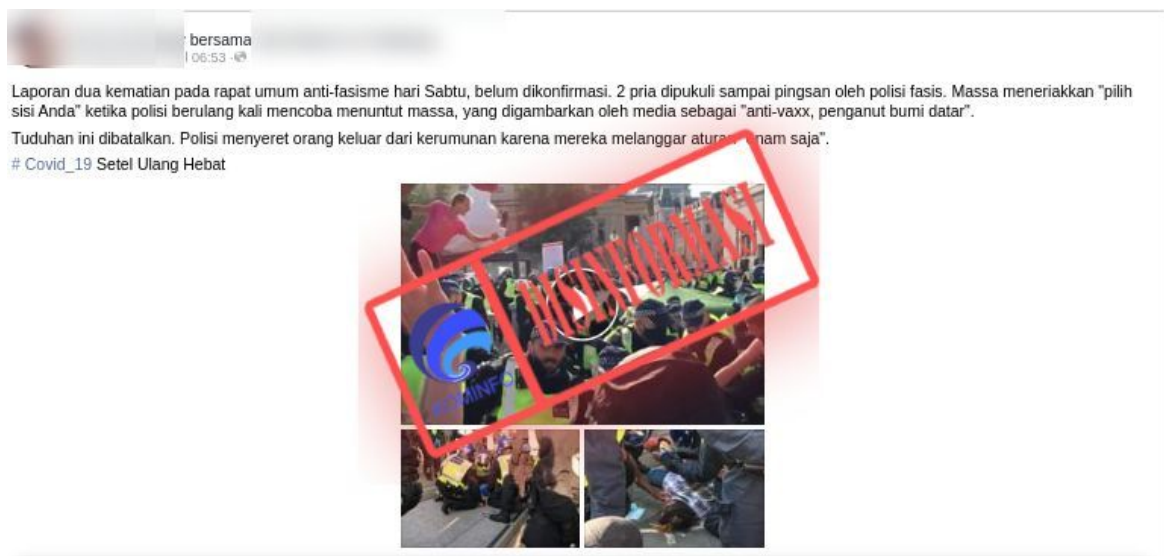 bersama
06:53
Laporan dua kematian pada rapat umum anti-fasisme hari Sabtu, belum dikonfirmasi. 2 pria dipukuli sampai pingsan oleh polisi fasis. Massa meneriakkan "pilih
sisi Anda" ketika polisi berulang kali mencoba menuntut massa, yang digambarkan oleh media sebagai "anti-vaxx, penganut bumi datar".
Tuduhan ini dibatalkan. Polisi menyeret orang keluar dari kerumunan karena mereka melanggar aturan "enam saja".
# Covid_19 Setel Ulang Hebat
DISINFORMASI
KOMINFO